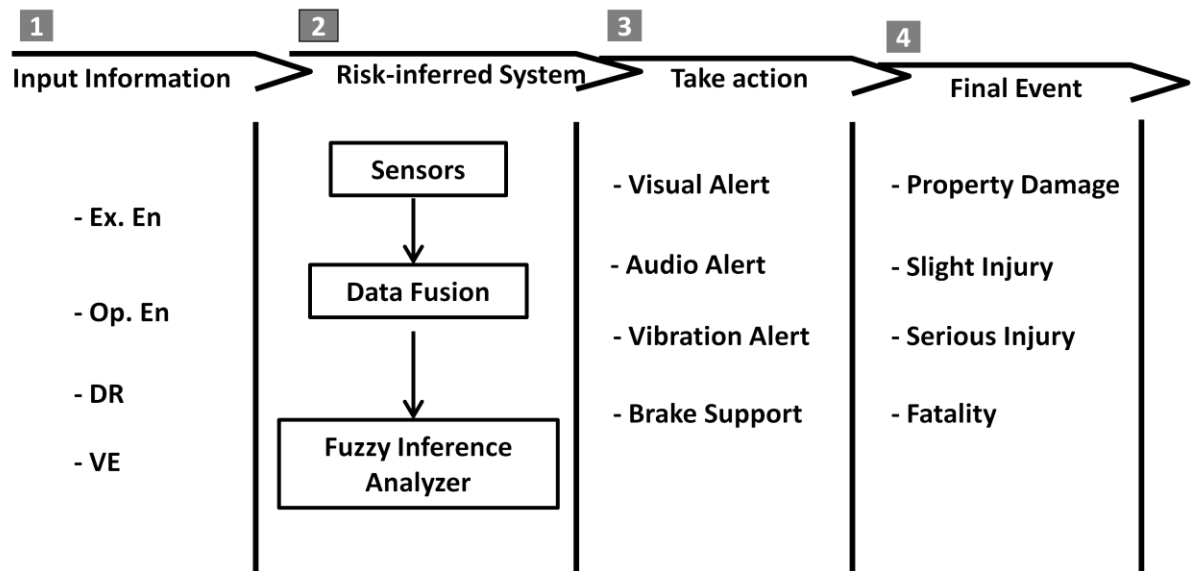 1
Input Information
- Ex. En
- Op. En
- DR
- VE
2
Risk-inferred System
Sensors
Data Fusion
Fuzzy Inference
Analyzer
3
Take action
- Visual Alert
- Audio Alert
- Vibration Alert
- Brake Support
4
Final Event
- Property Damage
- Slight Injury
- Serious Injury
- Fatality